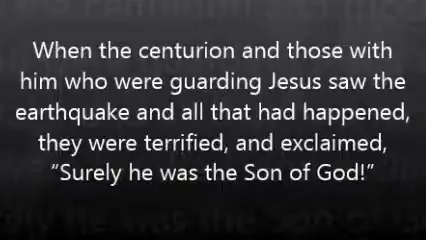 When the centurion and those with
him who were guarding Jesus saw the
earthquake and all that had happened,
they were terrified, and exclaimed,
“Surely he was the Son of God!”